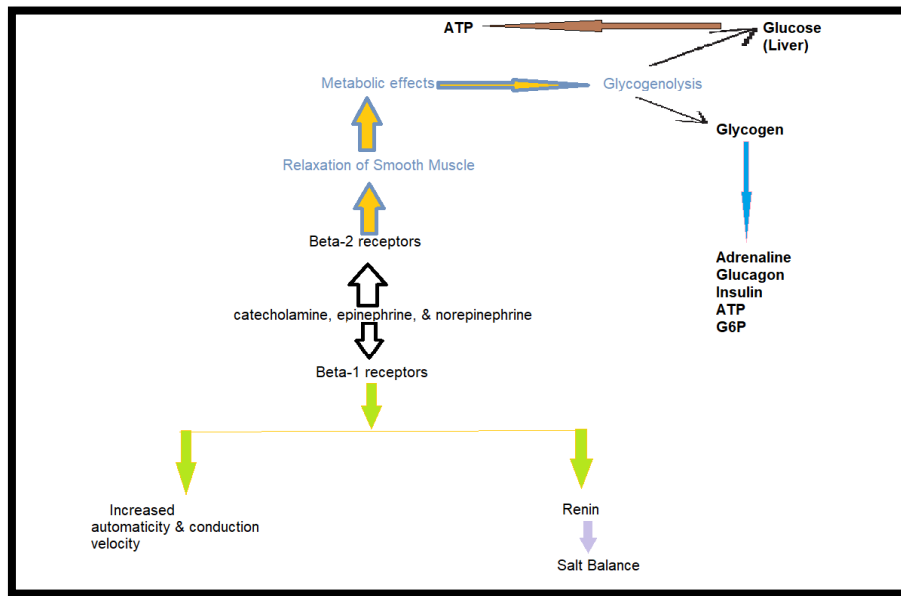 ATP
Glucose
(Liver)
Metabolic effects
Glycogenolysis
Glycogen
Relaxation of Smooth Muscle
Beta-2 receptors
Adrenaline
Glucagon
Insulin
ATP
G6P
catecholamine, epinephrine, & norepinephrine
Beta-1 receptors
Increased
automaticity & conduction
velocity
Renin
Salt Balance